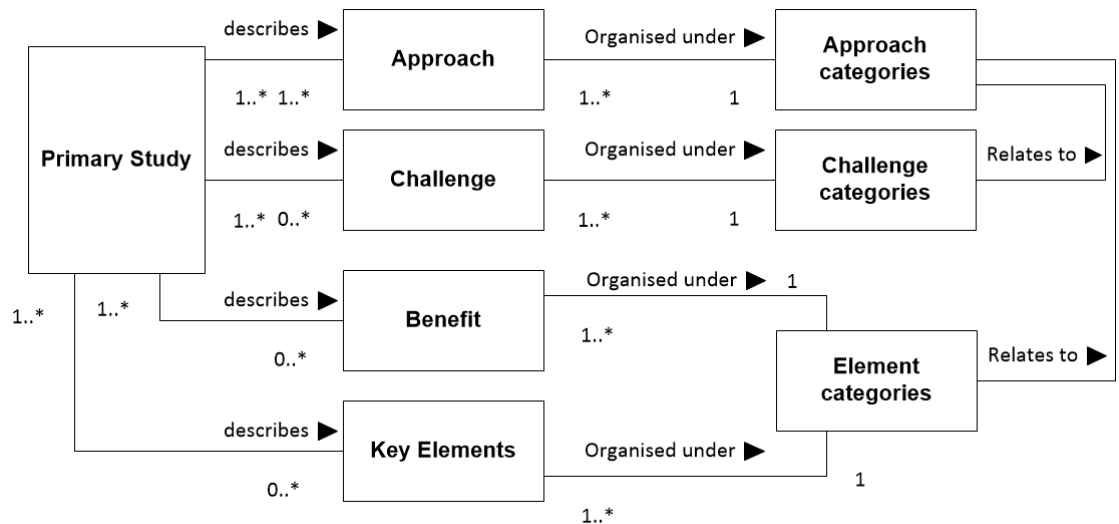 describes ▶
Organised under ▶
Approach
Approach
categories
1..* 1..*
1..*
1
Primary Study
describes ▶
Organised under ▶
Challenge
Challenge
categories
Relates to ▶
1..* 0..*
1..*
1
describes ▶
Organised under ▶
1
1..*
1..*
Benefit
0..*
1..*
Element
categories
Relates to ▶
describes ▶
Organised under ▶
Key Elements
0..*
1..*
1